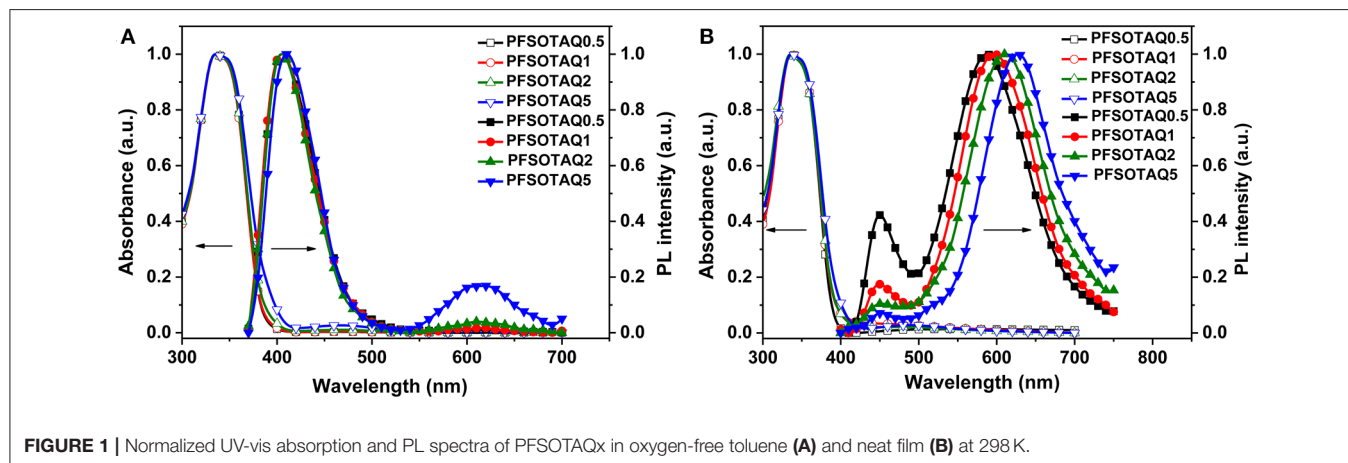 A
PFSOTAQ0.5
PFSOTAQ1
PFSOTAQ2
PFSOTAQ5
PFSOTAQ0.5
PFSOTAQ1
PFSOTAQ2
PFSOTAQ5
Absorbance (a.u.)
1.0
0.8
0.6
0.4
0.2
0.0
PL intensity (a.u.)
1.0
0.8
0.6
0.4
0.2
0.0
300 400 500 600 700
Wavelength (nm)
B
PFSOTAQ0.5
PFSOTAQ1
PFSOTAQ2
PFSOTAQ5
PFSOTAQ0.5
PFSOTAQ1
PFSOTAQ2
PFSOTAQ5
Absorbance (a.u.)
1.0
0.8
0.6
0.4
0.2
0.0
PL intensity (a.u.)
1.0
0.8
0.6
0.4
0.2
0.0
300 400 500 600 700 800
Wavelength (nm)
FIGURE 1 | Normalized UV-vis absorption and PL spectra of PFSOTAQx in oxygen-free toluene (A) and neat film (B) at 298 K.